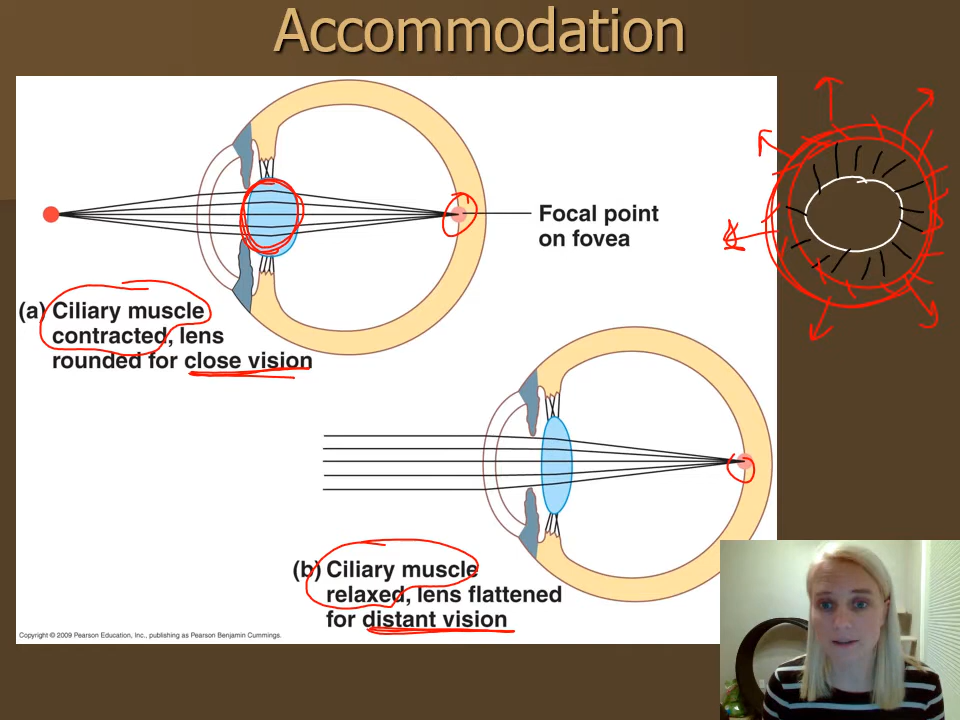 Accommodation
Focal point
on fovea
(a) Ciliary muscle
contracted, lens
rounded for close vision
(b) Ciliary muscle
relaxed, lens flattened
for distant vision
Copyright © 2009 Pearson Education, Inc., publishing as Pearson Benjamin Cummings.